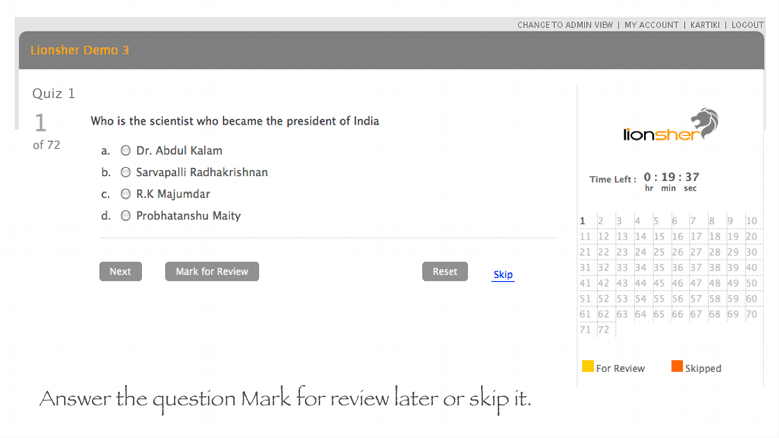 CHANGE TO ADMIN VIEW | MY ACCOUNT | KARTIKI | LOGOUT
Lionsher Demo 3
Quiz 1
1
of 72
Who is the scientist who became the president of India
a. Dr. Abdul Kalam
b. Sarvapalli Radhakrishnan
c. R.K Majumdar
d. Probhatanshu Maity
Next Mark for Review Reset Skip
lionsher
Time Left : 0 : 19 : 37
hr min sec
1 2 3 4 5 6 7 8 9 10
11 12 13 14 15 16 17 18 19 20
21 22 23 24 25 26 27 28 29 30
31 32 33 34 35 36 37 38 39 40
41 42 43 44 45 46 47 48 49 50
51 52 53 54 55 56 57 58 59 60
61 62 63 64 65 66 67 68 69 70
71 72
For Review Skipped
Answer the question Mark for review later or skip it.